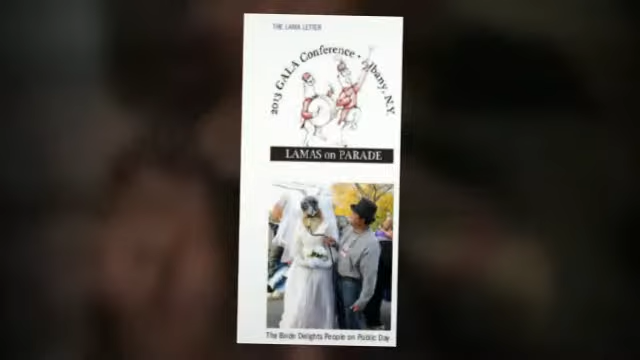 THE LAMA LETTER
2013 GALA Conference • Albany, N.Y.
LAMAS on PARADE
The Bride Delights People on Public Day